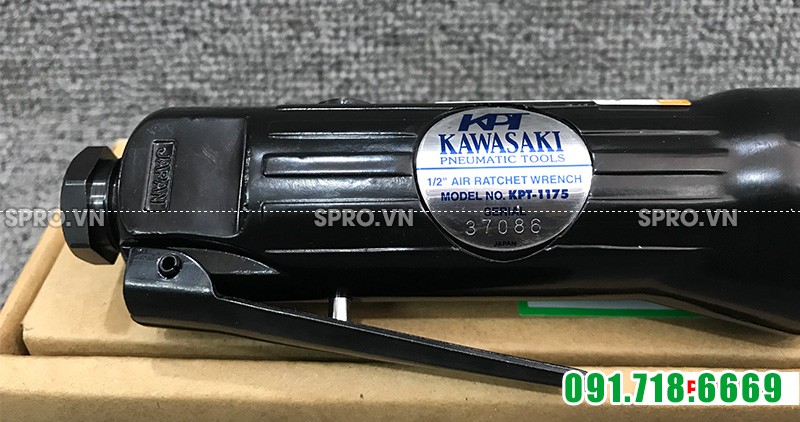 KPT
KAWASAKI
PNEUMATIC TOOLS
1/2" AIR RATCHET WRENCH
MODEL NO. KPT-1175
SERIAL
37086
JAPAN
JAPAN
SPRO.VN SPRO.VN SPRO.VN
091.718.6669